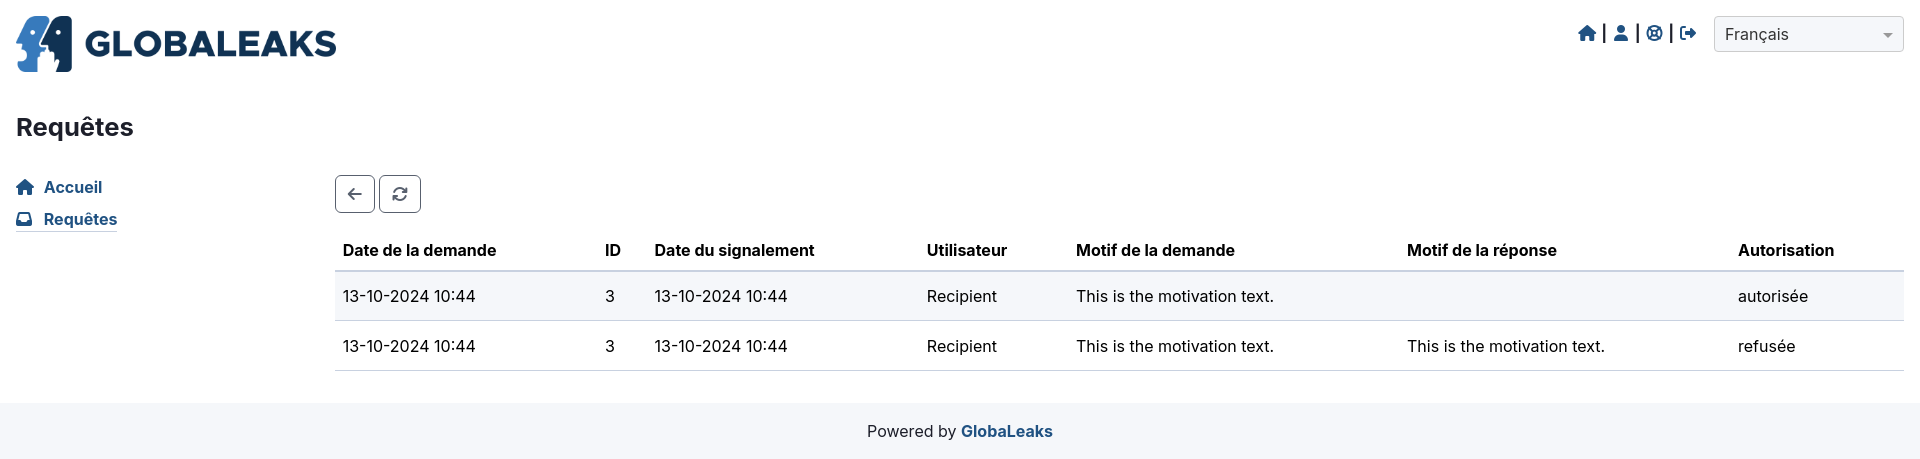 GLOBALEAKS
| | |
Français
Requêtes
Accueil
Requêtes
Date de la demande ID Date du signalement Utilisateur Motif de la demande Motif de la réponse Autorisation
13-10-2024 10:44 3 13-10-2024 10:44 Recipient This is the motivation text. autorisée
13-10-2024 10:44 3 13-10-2024 10:44 Recipient This is the motivation text. This is the motivation text. refusée
Powered by GlobaLeaks